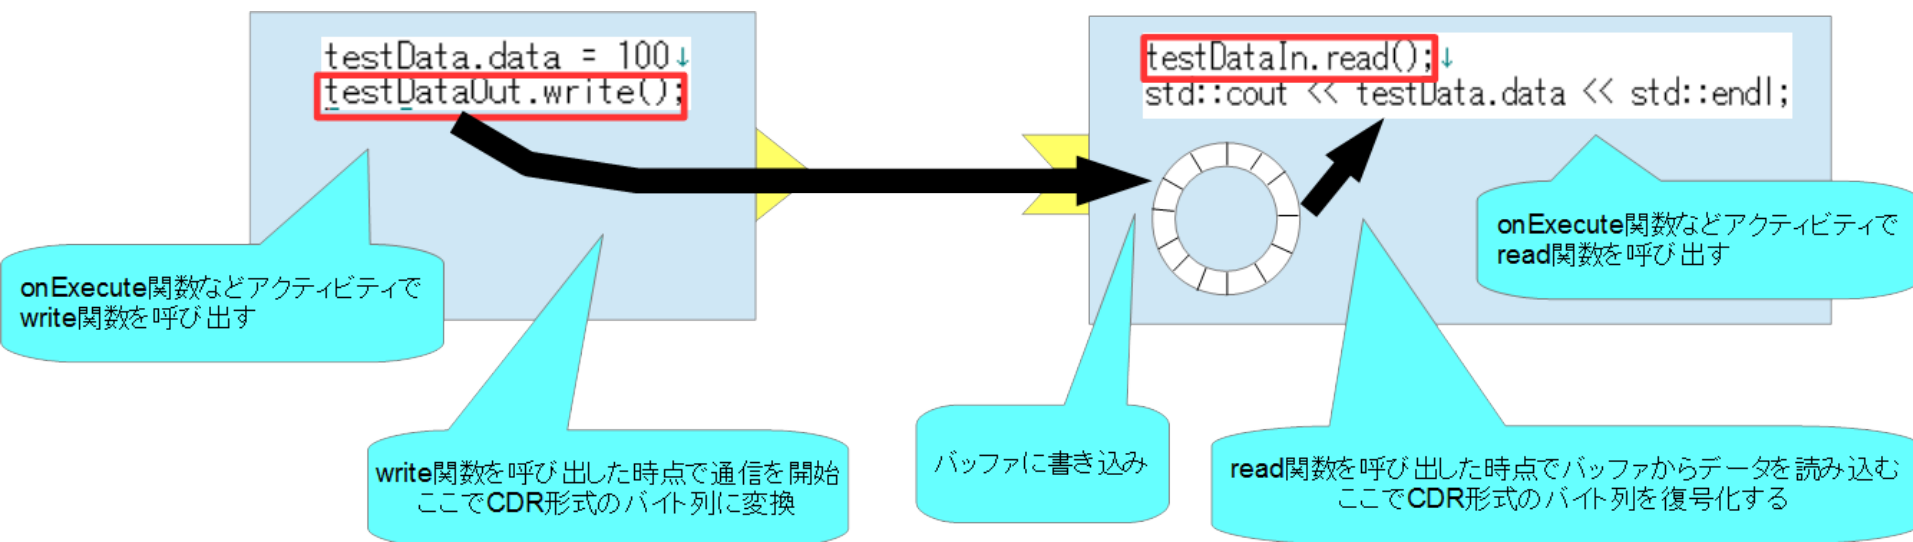 testData.data = 100↓
testDataOut.write();
testDataIn.read();↓
std::cout << testData.data << std::endl;
onExecute関数などアクティビティで
write関数を呼び出す
write関数を呼び出した時点で通信を開始
ここでCDR形式のバイト列に変換
バッファに書き込み
read関数を呼び出した時点でバッファからデータを読み込む
ここでCDR形式のバイト列を復号化する
onExecute関数などアクティビティで
read関数を呼び出す